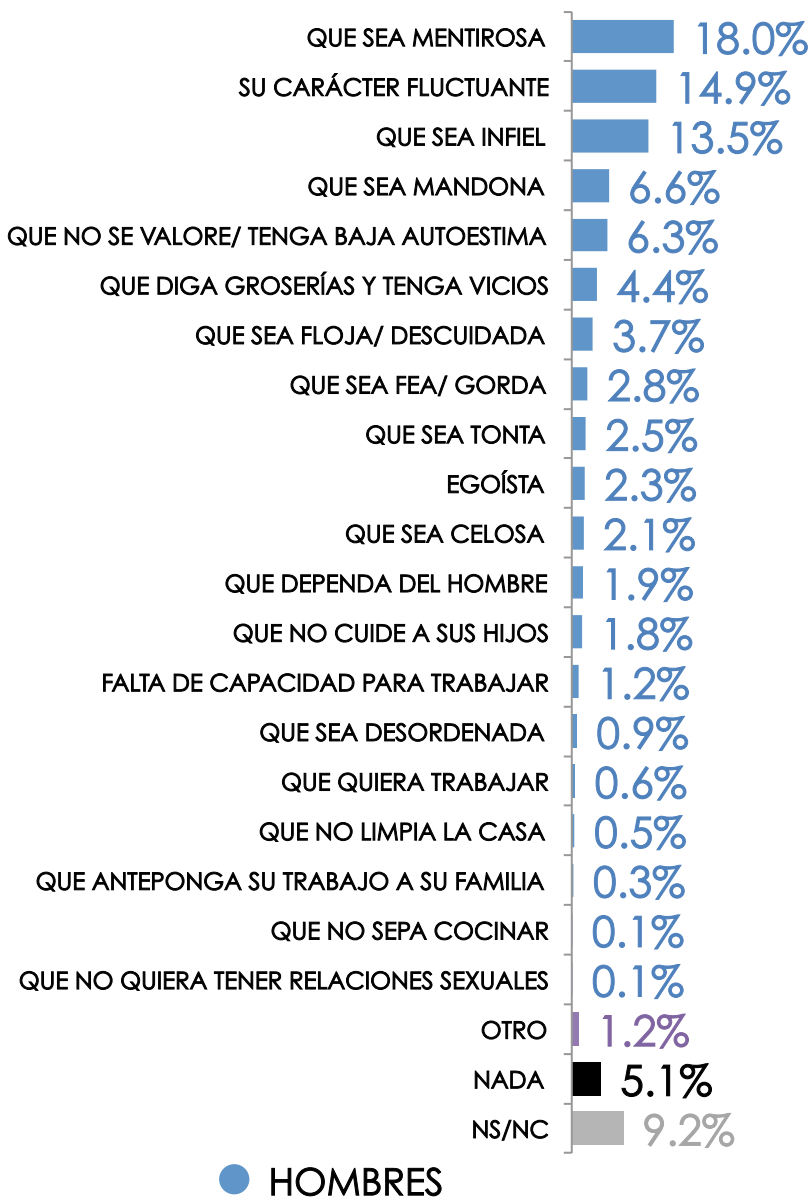 QUE SEA MENTIROSA 18.0%
SU CARÁCTER FLUCTUANTE 14.9%
QUE SEA INFIEL 13.5%
QUE SEA MANDONA 6.6%
QUE NO SE VALORE/ TENGA BAJA AUTOESTIMA 6.3%
QUE DIGA GROSERÍAS Y TENGA VICIOS 4.4%
QUE SEA FLOJA/ DESCUIDADA 3.7%
QUE SEA FEA/ GORDA 2.8%
QUE SEA TONTA 2.5%
EGOÍSTA 2.3%
QUE SEA CELOSA 2.1%
QUE DEPENDA DEL HOMBRE 1.9%
QUE NO CUIDE A SUS HIJOS 1.8%
FALTA DE CAPACIDAD PARA TRABAJAR 1.2%
QUE SEA DESORDENADA 0.9%
QUE QUIERA TRABAJAR 0.6%
QUE NO LIMPIA LA CASA 0.5%
QUE ANTEPONGA SU TRABAJO A SU FAMILIA 0.3%
QUE NO SEPA COCINAR 0.1%
QUE NO QUIERA TENER RELACIONES SEXUALES 0.1%
OTRO 1.2%
NADA 5.1%
NS/NC 9.2%
HOMBRES